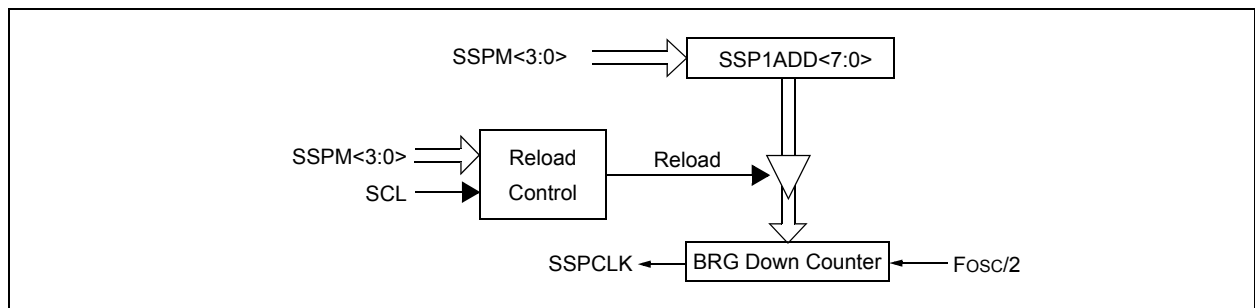 SSPM<3:0>
SSP1ADD<7:0>
SSPM<3:0>
SCL
Reload
Control
Reload
SSPCLK
BRG Down Counter
FOSC/2